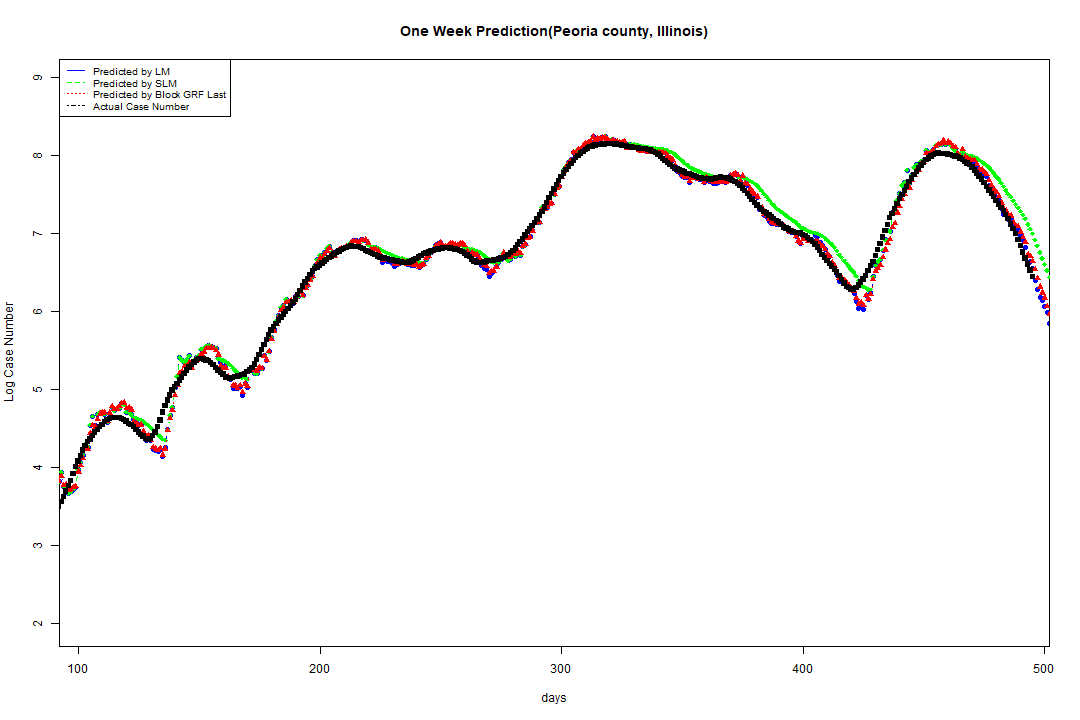 One Week Prediction(Peoria county, Illinois)
Predicted by LM
Predicted by SLM
Predicted by Block GRF Last
Actual Case Number
9
8
7
6
5
4
3
2
Log Case Number
100 200 300 400 500
days